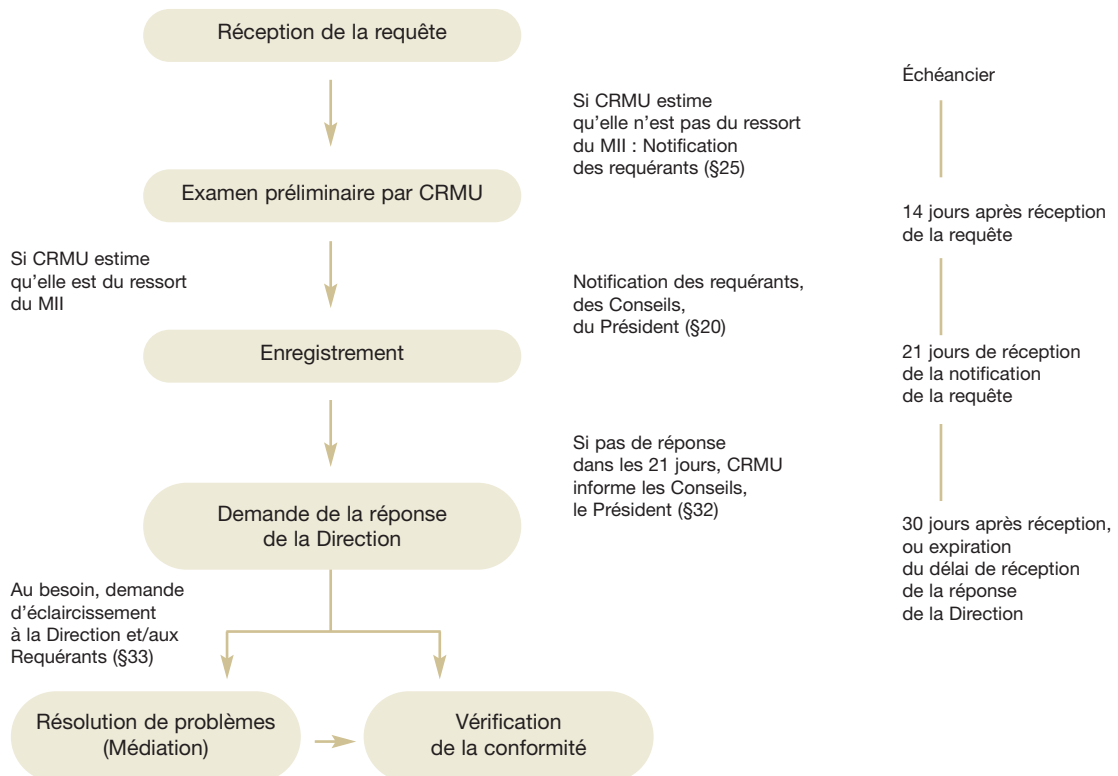 Réception de la requête
Échéancier
Si CRMU estime
qu'elle n'est pas du ressort
du MII : Notification
des requérants (§25)
Examen préliminaire par CRMU
14 jours après réception
de la requête
Si CRMU estime
qu'elle est du ressort
du MII
Notification des requérants,
des Conseils,
du Président (§20)
Enregistrement
21 jours de réception
de la notification
de la requête
Si pas de réponse
dans les 21 jours, CRMU
informe les Conseils,
le Président (§32)
Demande de la réponse
de la Direction
30 jours après réception,
ou expiration
du délai de réception
de la réponse
de la Direction
Au besoin, demande
d'éclaircissement
à la Direction et/aux
Requérants (§33)
Résolution de problèmes
(Médiation)
Vérification
de la conformité